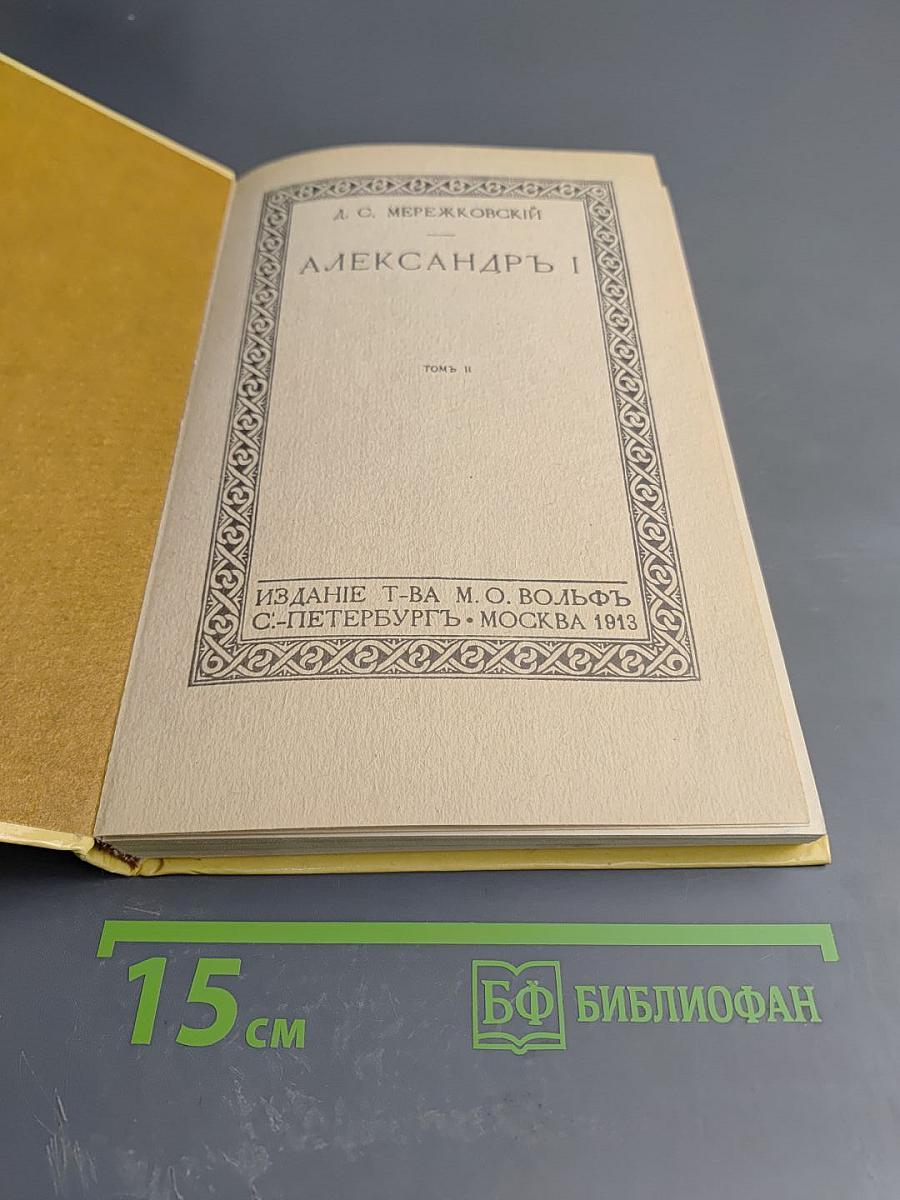 Д. С. МЕРЕЖКОВСКІЙ
АЛЕКСАНДРЪ I
ТОМЪ II
ИЗДАНІЕ Т-ВА М. О. ВОЛЬФЪ
С.-ПЕТЕРБУРГЪ • МОСКВА 1913
15 СМ
БФ БИБЛИОФАН